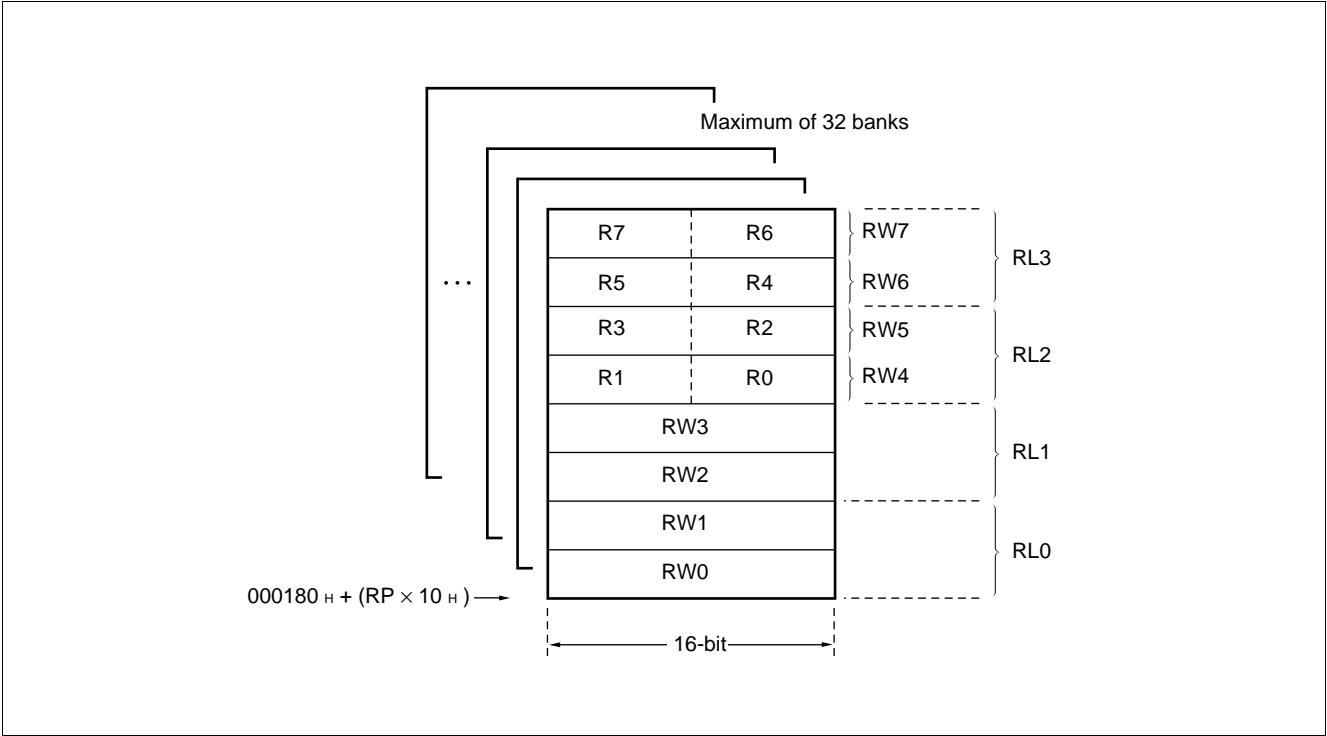 Maximum of 32 banks
R7 R6 RW7
RL3
R5 R4 RW6
...
R3 R2 RW5
RL2
R1 R0 RW4
RW3
RL1
RW2
RW1
RL0
RW0
000180 H + (RP × 10 H )
16-bit